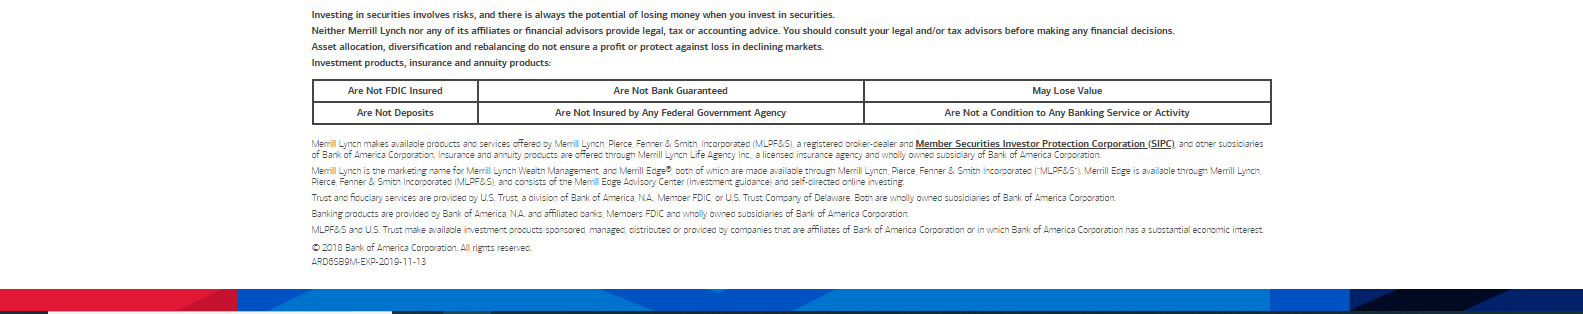 Investing in securities involves risks, and there is always the potential of losing money when you invest in securities.
Neither Merrill Lynch nor any of its affiliates or financial advisors provide legal, tax or accounting advice. You should consult your legal and/or tax advisors before making any financial decisions.
Asset allocation, diversification and rebalancing do not ensure a profit or protect against loss in declining markets.
Investment products, insurance and annuity products:
Are Not FDIC Insured Are Not Bank Guaranteed May Lose Value
Are Not Deposits Are Not Insured by Any Federal Government Agency Are Not a Condition to Any Banking Service or Activity
Merrill Lynch makes available products and services offered by Merrill Lynch, Pierce, Fenner & Smith, Incorporated (MLPF&S), a registered broker-dealer and Member Securities Investor Protection Corporation (SIPC), and other subsidiaries
of Bank of America Corporation. Insurance and annuity products are offered through Merrill Lynch Life Agency Inc., a licensed insurance agency and wholly owned subsidiary of Bank of America Corporation.
Merrill Lynch is the marketing name for Merrill Lynch Wealth Management, and Merrill Edge®, both of which are made available through Merrill Lynch, Pierce, Fenner & Smith Incorporated ("MLPF&S"). Merrill Edge is available through Merrill Lynch,
Pierce, Fenner & Smith Incorporated (MLPF&S), and consists of the Merrill Edge Advisory Center (investment guidance) and self-directed online investing.
Trust and fiduciary services are provided by U.S. Trust, a division of Bank of America, N.A., Member FDIC, or U.S. Trust Company of Delaware. Both are wholly owned subsidiaries of Bank of America Corporation.
Banking products are provided by Bank of America, N.A. and affiliated banks, Members FDIC and wholly owned subsidiaries of Bank of America Corporation.
MLPF&S and U.S. Trust make available investment products sponsored, managed, distributed or provided by companies that are affiliates of Bank of America Corporation or in which Bank of America Corporation has a substantial economic interest.
© 2018 Bank of America Corporation. All rights reserved.
ARD6SB9M-EXP-2019-11-13